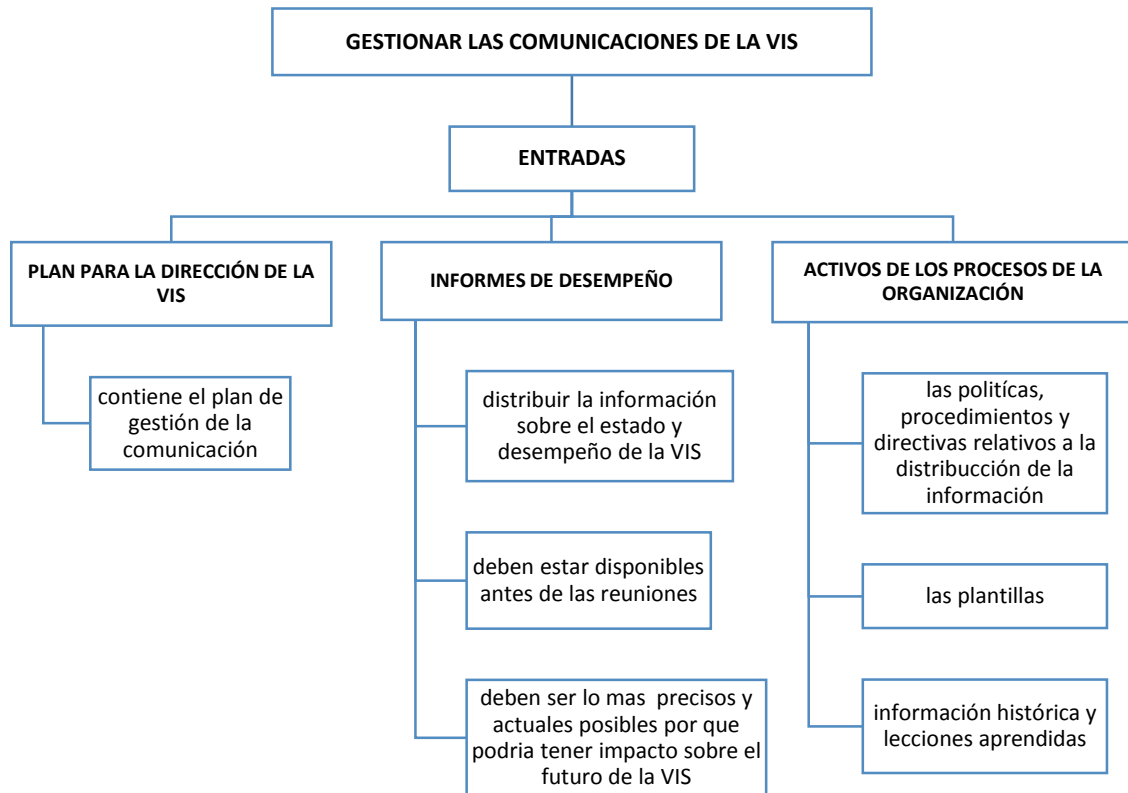 GESTIONAR LAS COMUNICACIONES DE LA VIS
ENTRADAS
PLAN PARA LA DIRECCIÓN DE LA
VIS
contiene el plan de
gestión de la
comunicación
INFORMES DE DESEMPEÑO
distribuir la información
sobre el estado y
desempeño de la VIS
deben estar disponibles
antes de las reuniones
deben ser lo mas precisos y
actuales posibles por que
podria tener impacto sobre el
futuro de la VIS
ACTIVOS DE LOS PROCESOS DE LA
ORGANIZACIÓN
las politícas,
procedimientos y
directivas relativos a la
distribucción de la
información
las plantillas
información histórica y
lecciones aprendidas